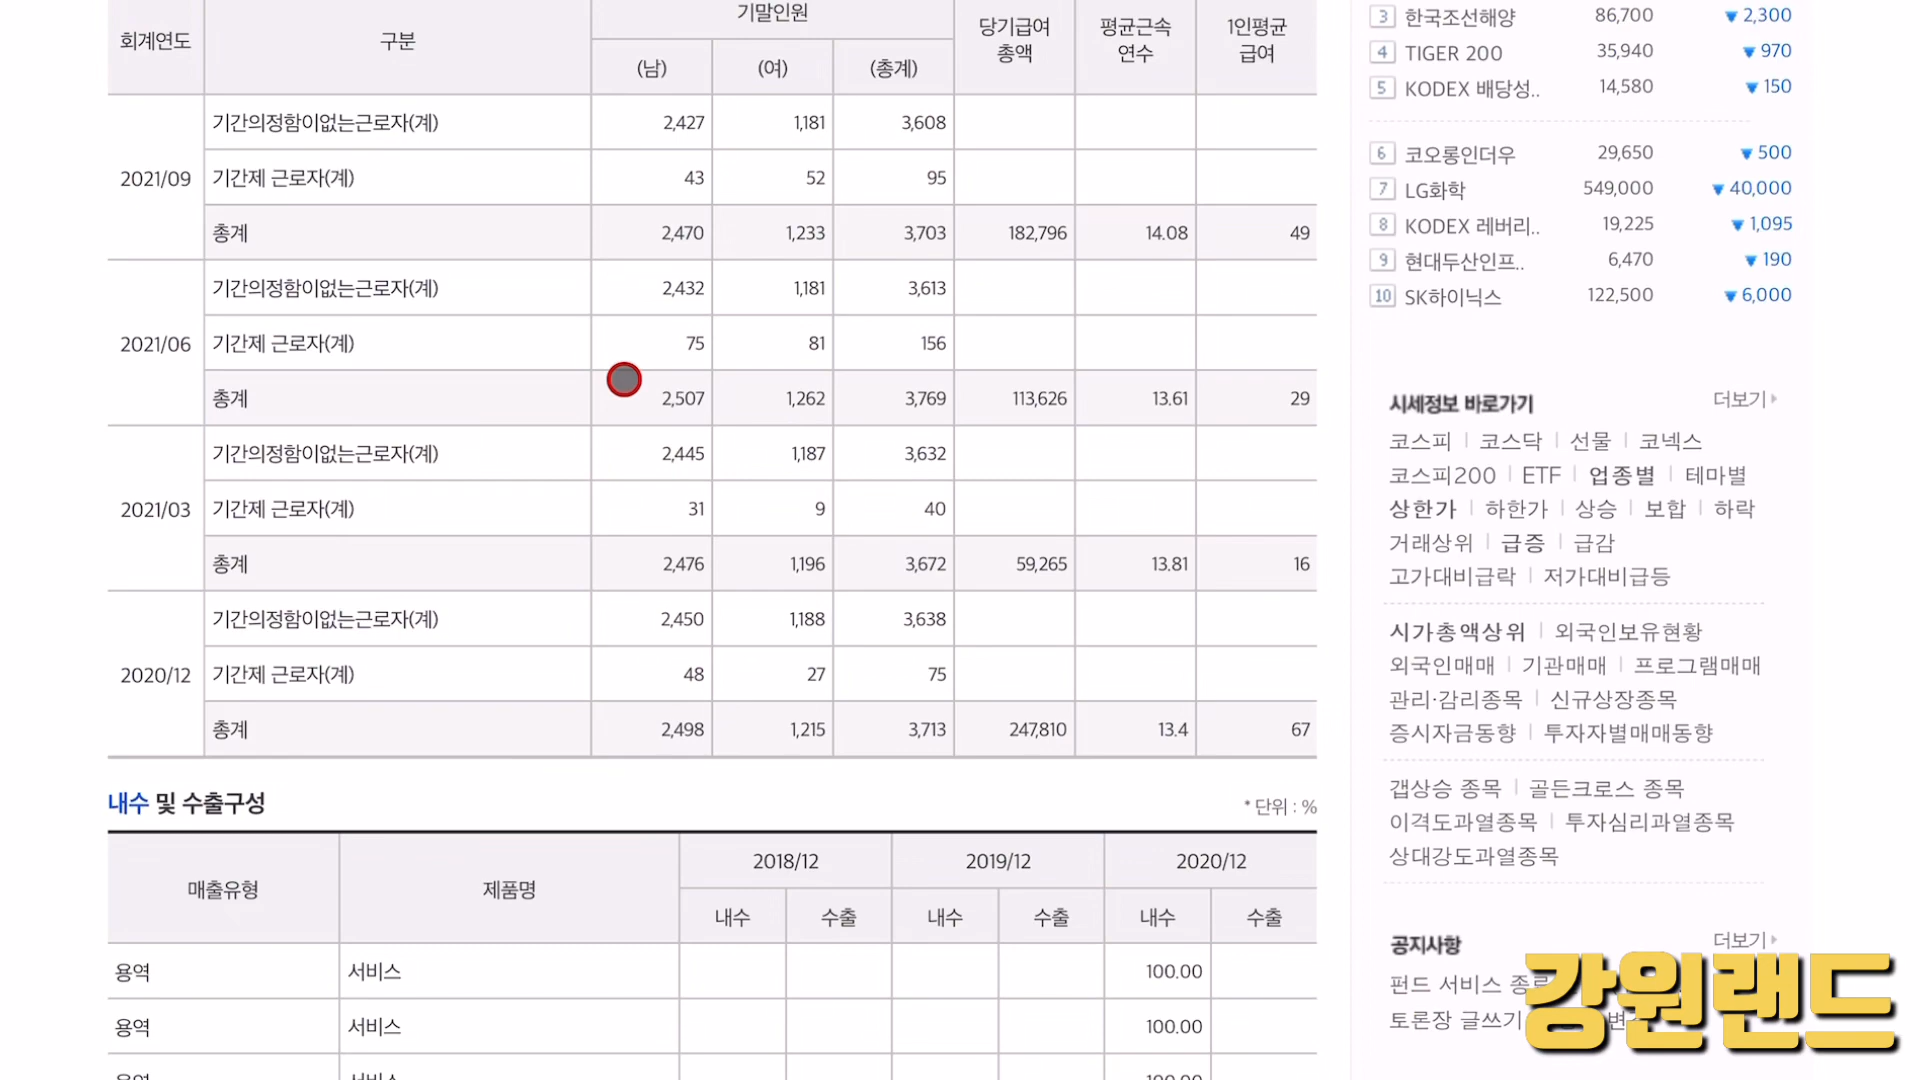 회계연도 구분 기말인원 당기급여 총액 평균근속 연수 1인평균 급여
(남) (여) (총계)
2021/09 기간의정함이없는근로자(계) 2,427 1,181 3,608
기간제 근로자(계) 43 52 95
총계 2,470 1,233 3,703 182,796 14.08 49
2021/06 기간의정함이없는근로자(계) 2,432 1,181 3,613
기간제 근로자(계) 75 81 156
총계 2,507 1,262 3,769 113,626 13.61 29
2021/03 기간의정함이없는근로자(계) 2,445 1,187 3,632
기간제 근로자(계) 31 9 40
총계 2,476 1,196 3,672 59,265 13.81 16
2020/12 기간의정함이없는근로자(계) 2,450 1,188 3,638
기간제 근로자(계) 48 27 75
총계 2,498 1,215 3,713 247,810 13.4 67
내수 및 수출구성 * 단위 : %
매출유형 제품명 2018/12 2019/12 2020/12
내수 수출 내수 수출 내수 수출
용역 서비스 100.00
용역 서비스 100.00
3 한국조선해양 86,700 ▼ 2,300
4 TIGER 200 35,940 ▼ 970
5 KODEX 배당성.. 14,580 ▼ 150
6 코오롱인더우 29,650 ▼ 500
7 LG화학 549,000 ▼ 40,000
8 KODEX 레버리.. 19,225 ▼ 1,095
9 현대두산인프.. 6,470 ▼ 190
10 SK하이닉스 122,500 ▼ 6,000
시세정보 바로가기 더보기
코스피 | 코스닥 | 선물 | 코넥스
코스피200 | ETF | 업종별 | 테마별
상한가 | 하한가 | 상승 | 보합 | 하락
거래상위 | 급증 | 급감
고가대비급락 | 저가대비급등
시가총액상위 | 외국인보유현황
외국인매매 | 기관매매 | 프로그램매매
관리·감리종목 | 신규상장종목
증시자금동향 | 투자자별매매동향
갭상승 종목 | 골든크로스 종목
이격도과열종목 | 투자심리과열종목
상대강도과열종목
공지사항 더보기
펀드 서비스
토론장 글쓰기
강원랜드